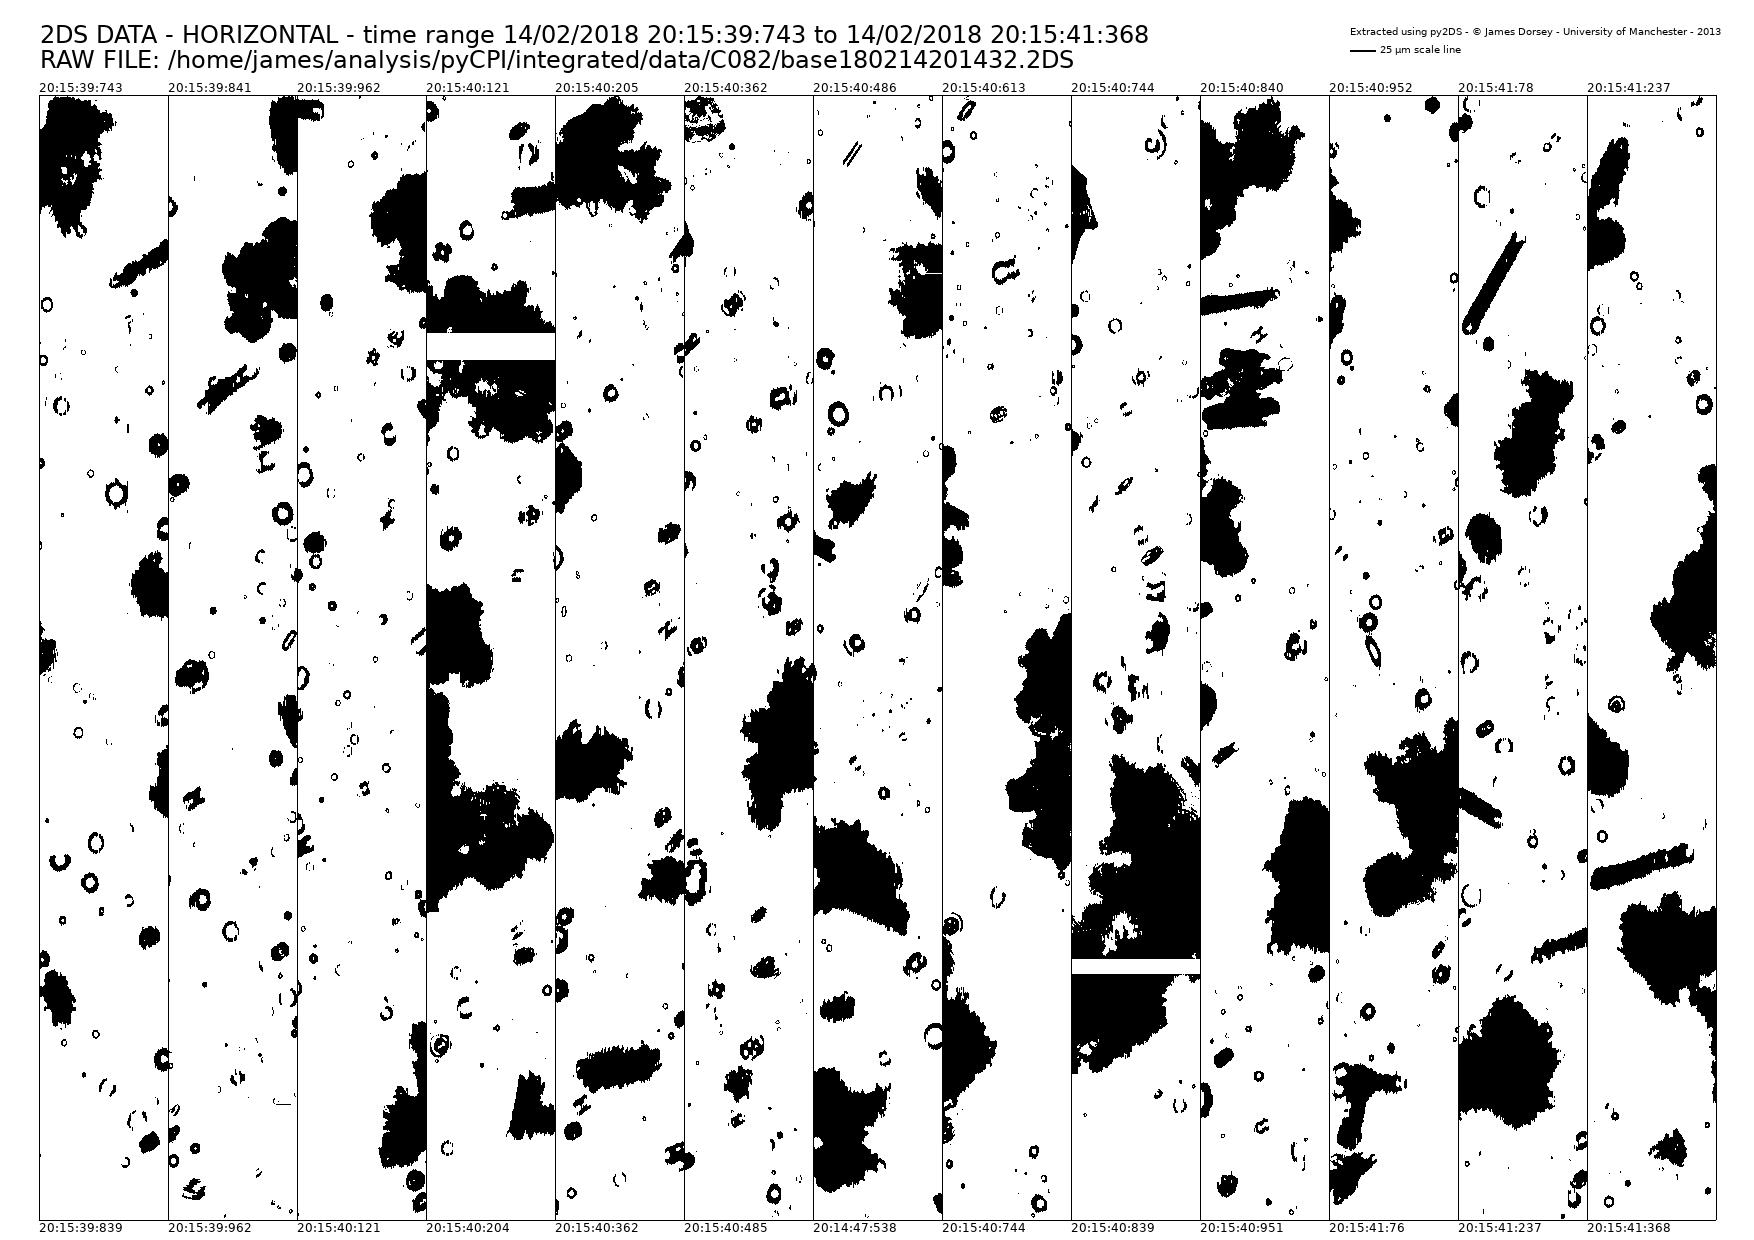 2DS DATA - HORIZONTAL - time range 14/02/2018 20:15:39:743 to 14/02/2018 20:15:41:368
RAW FILE: /home/james/analysis/pyCPI/integrated/data/C082/base180214201432.2DS
Extracted using py2DS - © James Dorsey - University of Manchester - 2013
25 µm scale line
20:15:39:743 20:15:39:841 20:15:39:962 20:15:40:121 20:15:40:205 20:15:40:362 20:15:40:486 20:15:40:613 20:15:40:744 20:15:40:840 20:15:40:952 20:15:41:78 20:15:41:237
20:15:39:839 20:15:39:962 20:15:40:121 20:15:40:204 20:15:40:362 20:15:40:485 20:14:47:538 20:15:40:744 20:15:40:839 20:15:40:951 20:15:41:76 20:15:41:237 20:15:41:368